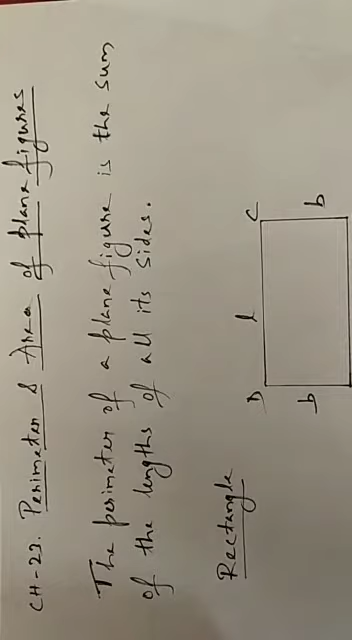 CH-23. Perimeter & Area of plane figures
The perimeter of a plane figure is the sum
of the lengths of all its sides.
Rectangle
D l C
b b